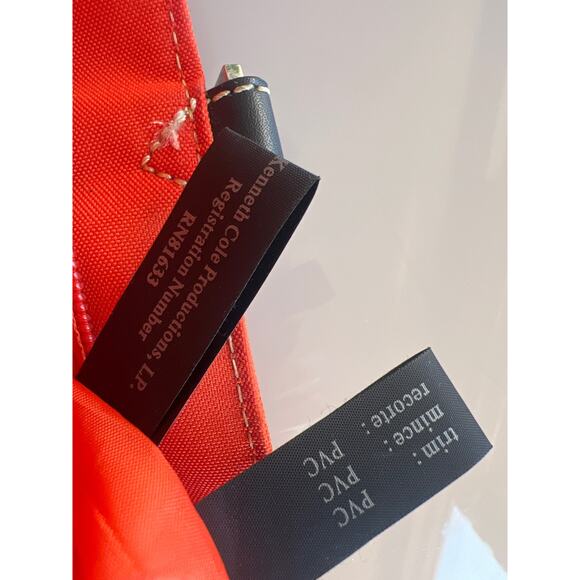 Kenneth Cole Productions, LP.
Registration Number
RN81633
trim : PVC
mince : PVC
recorte : PVC